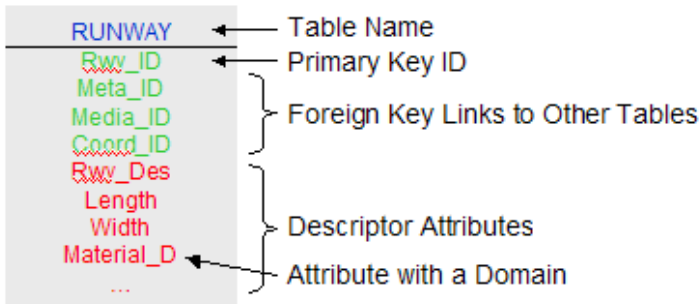 RUNWAY Table Name
Rwy_ID Primary Key ID
Meta_ID
Media_ID Foreign Key Links to Other Tables
Coord_ID
Rwy_Des
Length
Width Descriptor Attributes
Material_D
Attribute with a Domain
...